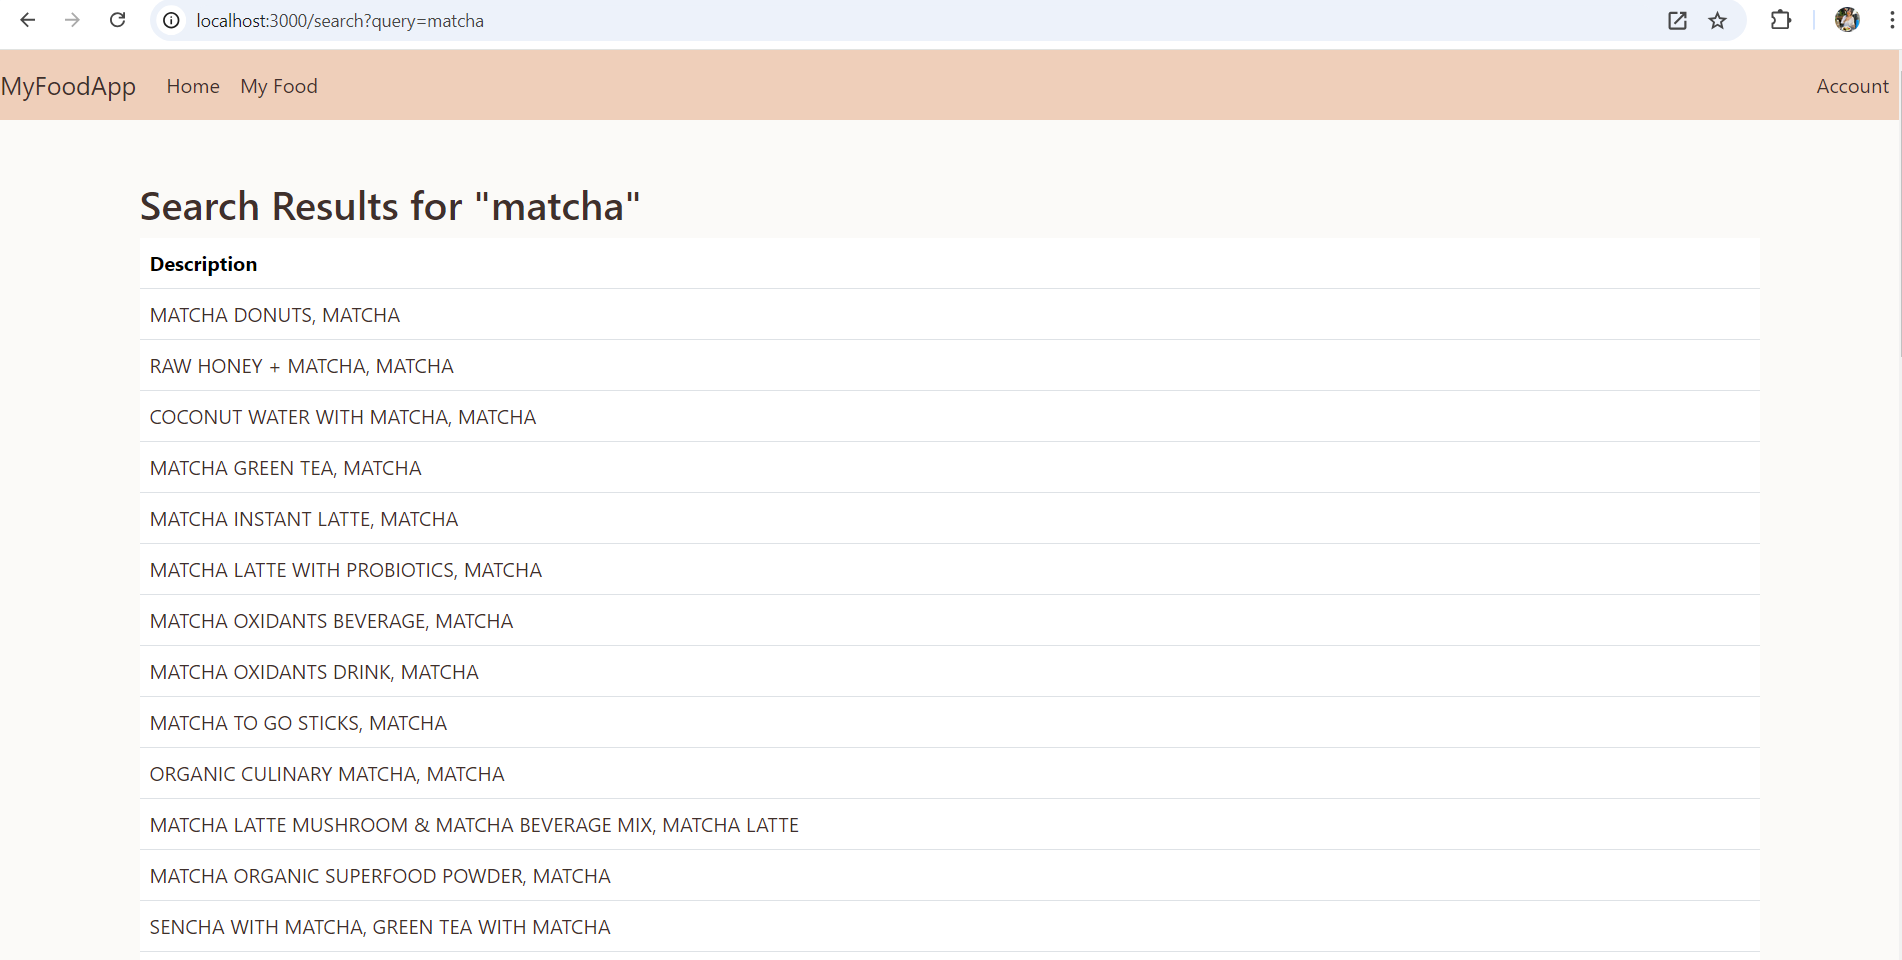 localhost:3000/search?query=matcha
MyFoodApp Home My Food Account
Search Results for "matcha"
Description
MATCHA DONUTS, MATCHA
RAW HONEY + MATCHA, MATCHA
COCONUT WATER WITH MATCHA, MATCHA
MATCHA GREEN TEA, MATCHA
MATCHA INSTANT LATTE, MATCHA
MATCHA LATTE WITH PROBIOTICS, MATCHA
MATCHA OXIDANTS BEVERAGE, MATCHA
MATCHA OXIDANTS DRINK, MATCHA
MATCHA TO GO STICKS, MATCHA
ORGANIC CULINARY MATCHA, MATCHA
MATCHA LATTE MUSHROOM & MATCHA BEVERAGE MIX, MATCHA LATTE
MATCHA ORGANIC SUPERFOOD POWDER, MATCHA
SENCHA WITH MATCHA, GREEN TEA WITH MATCHA